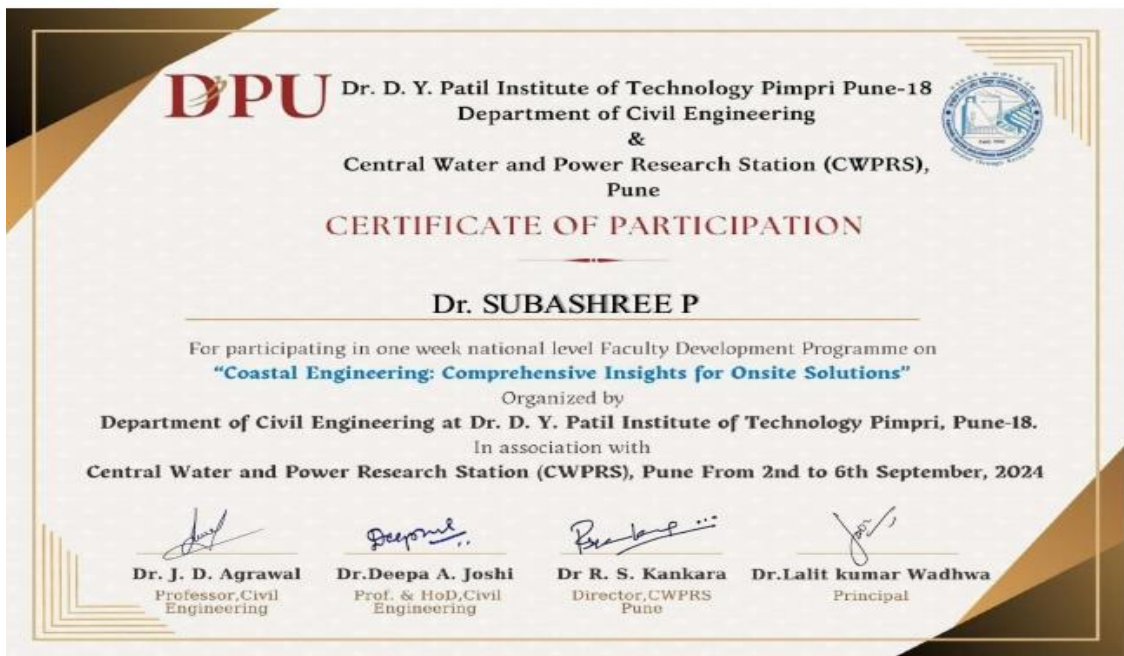 DPU
Dr. D. Y. Patil Institute of Technology Pimpri Pune-18
Department of Civil Engineering
&
Central Water and Power Research Station (CWPRS),
Pune
CERTIFICATE OF PARTICIPATION
Dr. SUBASHREE P
For participating in one week national level Faculty Development Programme on
“Coastal Engineering: Comprehensive Insights for Onsite Solutions”
Organized by
Department of Civil Engineering at Dr. D. Y. Patil Institute of Technology Pimpri, Pune-18.
In association with
Central Water and Power Research Station (CWPRS), Pune From 2nd to 6th September, 2024
Dr. J. D. Agrawal
Professor,Civil
Engineering
Dr.Deepa A. Joshi
Prof. & HoD,Civil
Engineering
Dr R. S. Kankara
Director,CWPRS
Pune
Dr.Lalit kumar Wadhwa
Principal